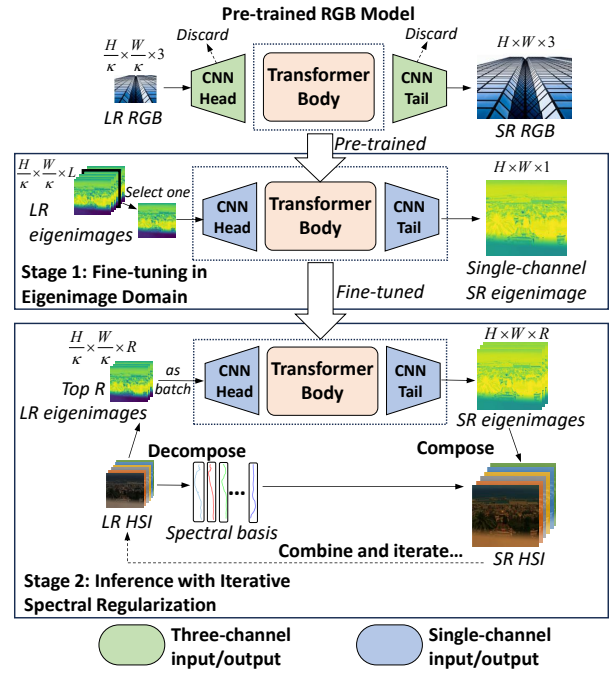 Pre-trained RGB Model
Discard
Discard
H/κ × W/κ × 3
H × W × 3
CNN
Head
Transformer
Body
CNN
Tail
LR RGB
SR RGB
Pre-trained
H/κ × W/κ × L
Select one
LR
eigenimages
CNN
Head
Transformer
Body
CNN
Tail
H × W × 1
Single-channel
SR eigenimage
Stage 1: Fine-tuning in
Eigenimage Domain
Fine-tuned
H/κ × W/κ × R
Top R
LR eigenimages
as
batch
CNN
Head
Transformer
Body
CNN
Tail
H × W × R
SR eigenimages
Decompose
Compose
LR HSI
Spectral basis
SR HSI
Combine and iterate…
Stage 2: Inference with Iterative
Spectral Regularization
Three-channel
input/output
Single-channel
input/output